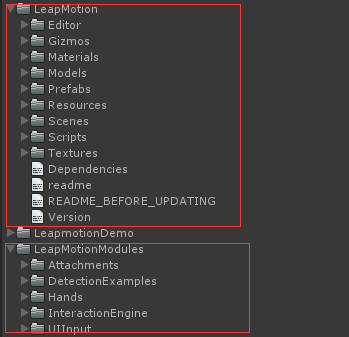 LeapMotion
Editor
Gizmos
Materials
Models
Prefabs
Resources
Scenes
Scripts
Textures
Dependencies
readme
README_BEFORE_UPDATING
Version
LeapmotionDemo
LeapMotionModules
Attachments
DetectionExamples
Hands
InteractionEngine
UIInput